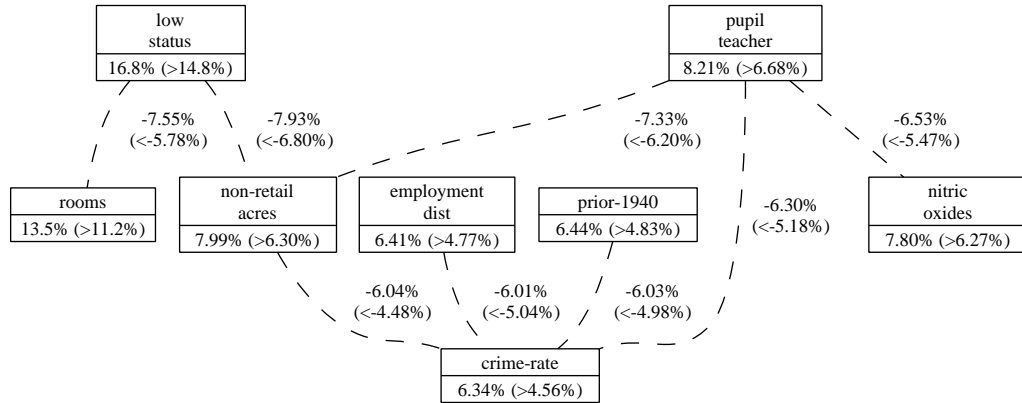 low
status
16.8% (>14.8%)
pupil
teacher
8.21% (>6.68%)
-7.55%
(<-5.78%)
-7.93%
(<-6.80%)
-7.33%
(<-6.20%)
-6.53%
(<-5.47%)
rooms
13.5% (>11.2%)
non-retail
acres
7.99% (>6.30%)
employment
dist
6.41% (>4.77%)
prior-1940
6.44% (>4.83%)
-6.30%
(<-5.18%)
nitric
oxides
7.80% (>6.27%)
-6.04%
(<-4.48%)
-6.01%
(<-5.04%)
-6.03%
(<-4.98%)
crime-rate
6.34% (>4.56%)